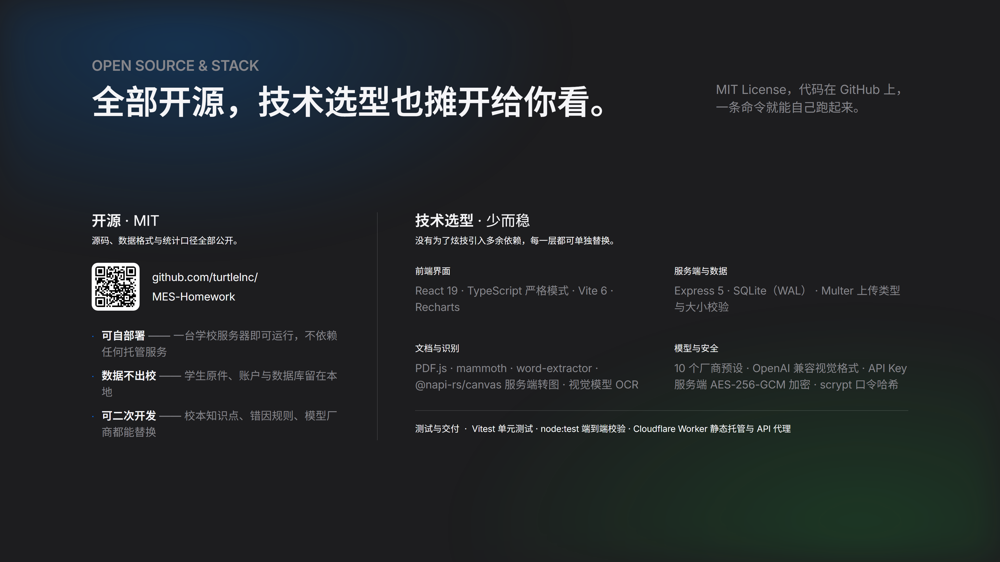 OPEN SOURCE & STACK
全部开源，技术选型也摊开给你看。
MIT License，代码在 GitHub 上，
一条命令就能自己跑起来。
开源 · MIT
源码、数据格式与统计口径全部公开。
github.com/turtleInc/
MES-Homework
· 可自部署 —— 一台学校服务器即可运行，不依赖
任何托管服务
· 数据不出校 —— 学生原件、账户与数据库留在本
地
· 可二次开发 —— 校本知识点、错因规则、模型厂
商都能替换
技术选型 · 少而稳
没有为了炫技引入多余依赖，每一层都可单独替换。
前端界面
React 19 · TypeScript 严格模式 · Vite 6 ·
Recharts
服务端与数据
Express 5 · SQLite（WAL） · Multer 上传类型
与大小校验
文档与识别
PDF.js · mammoth · word-extractor ·
@napi-rs/canvas 服务端转图 · 视觉模型 OCR
模型与安全
10 个厂商预设 · OpenAI 兼容视觉格式 · API Key
服务端 AES-256-GCM 加密 · scrypt 口令哈希
测试与交付 · Vitest 单元测试 · node:test 端到端校验 · Cloudflare Worker 静态托管与 API 代理